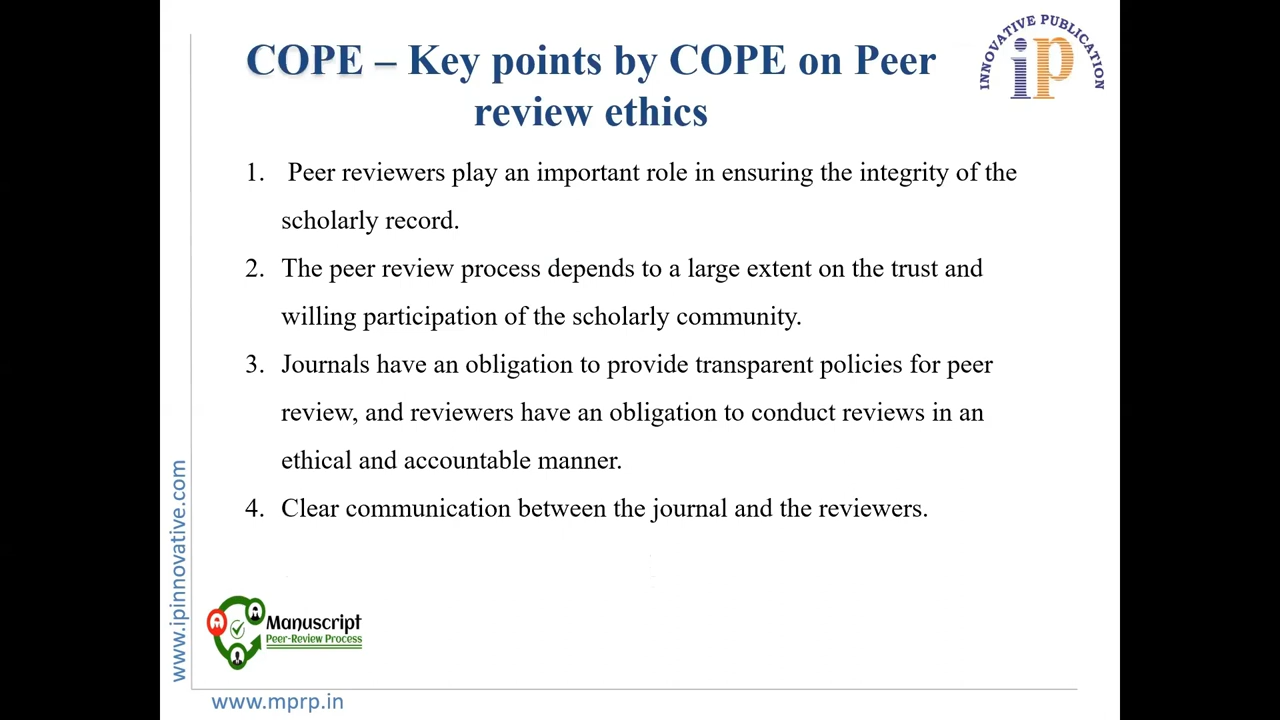 COPE – Key points by COPE on Peer
review ethics
INNOVATIVE PUBLICATION
iP
1. Peer reviewers play an important role in ensuring the integrity of the
scholarly record.
2. The peer review process depends to a large extent on the trust and
willing participation of the scholarly community.
3. Journals have an obligation to provide transparent policies for peer
review, and reviewers have an obligation to conduct reviews in an
ethical and accountable manner.
4. Clear communication between the journal and the reviewers.
www.ipinnovative.com
Manuscript
Peer-Review Process
www.mprp.in